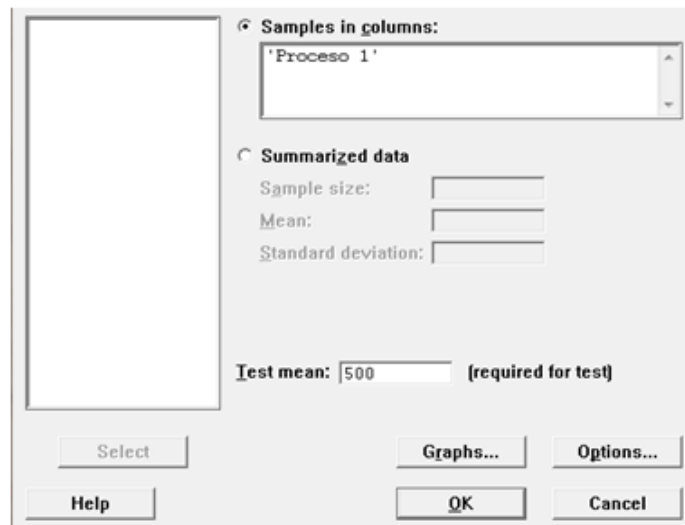 Samples in columns:
'Proceso 1'
Summarized data
Sample size:
Mean:
Standard deviation:
Test mean: 500 (required for test)
Select Graphs... Options...
Help OK Cancel